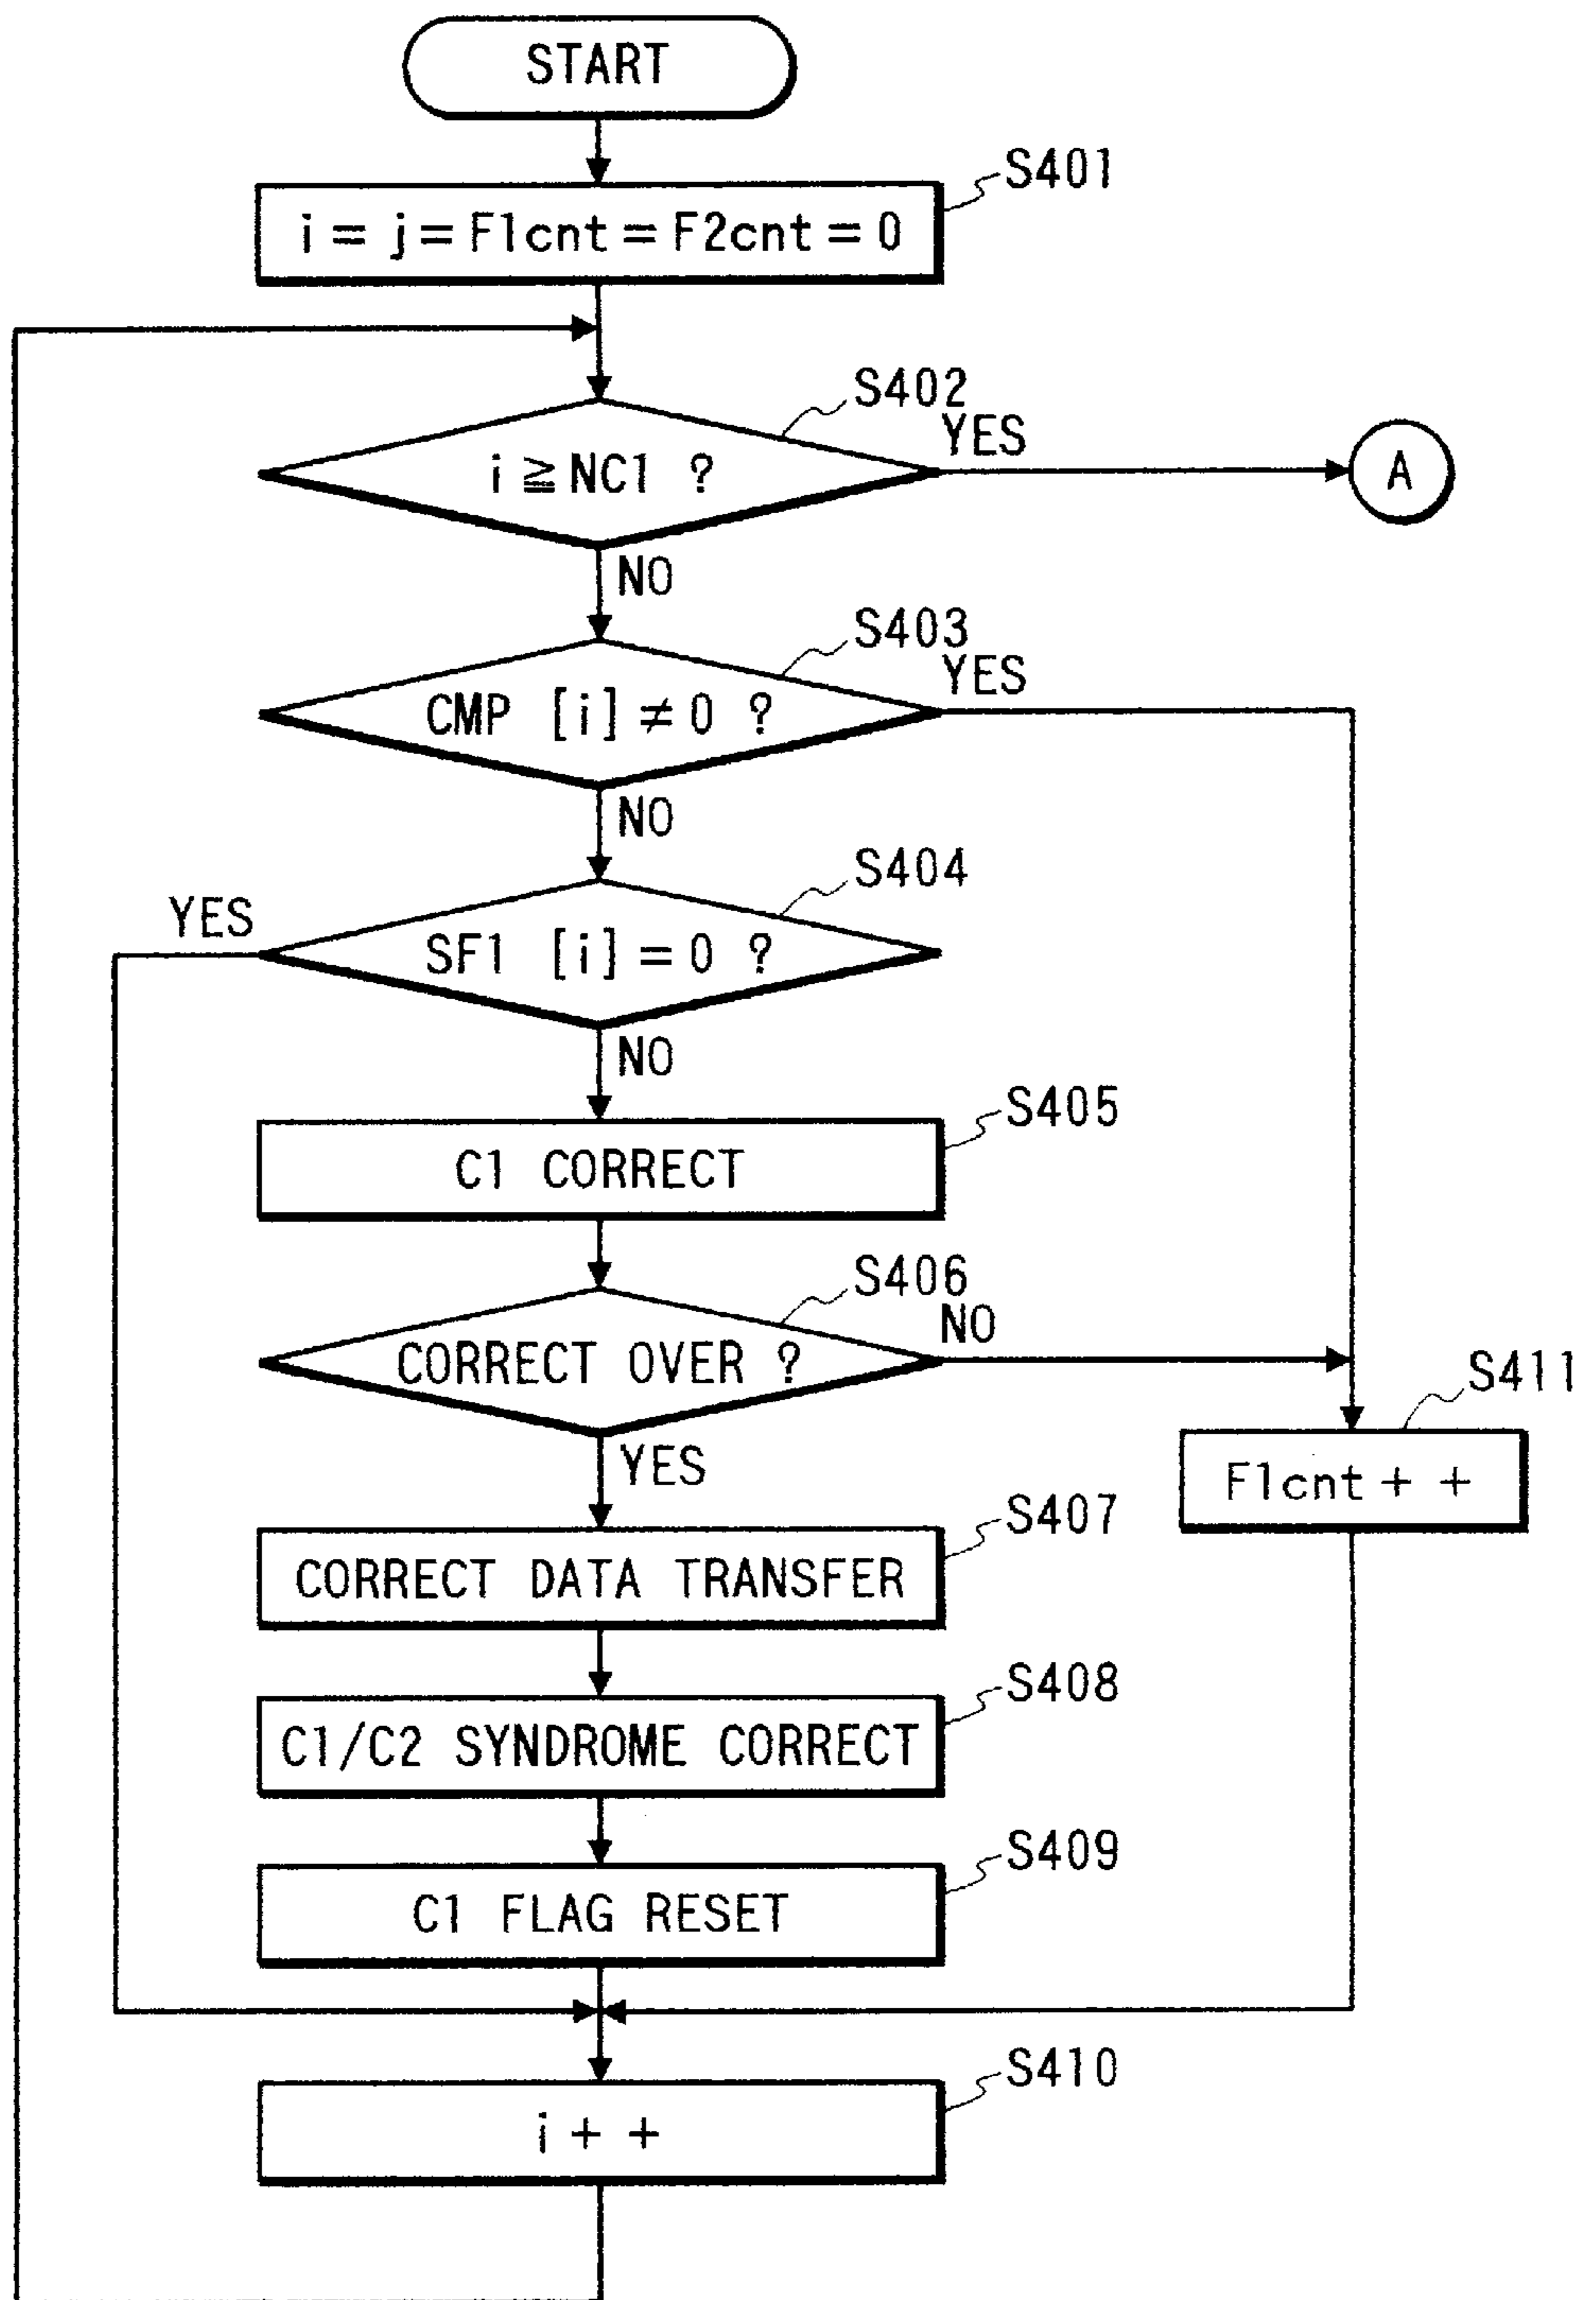 START
S401
i = j = F1cnt = F2cnt = 0
S402
YES
i ≧ NC1 ?
A
NO
S403
YES
CMP [i] ≠ 0 ?
NO
S404
YES
SF1 [i] = 0 ?
NO
S405
C1 CORRECT
S406
NO
CORRECT OVER ?
S411
YES
F1cnt + +
S407
CORRECT DATA TRANSFER
S408
C1/C2 SYNDROME CORRECT
S409
C1 FLAG RESET
S410
i + +